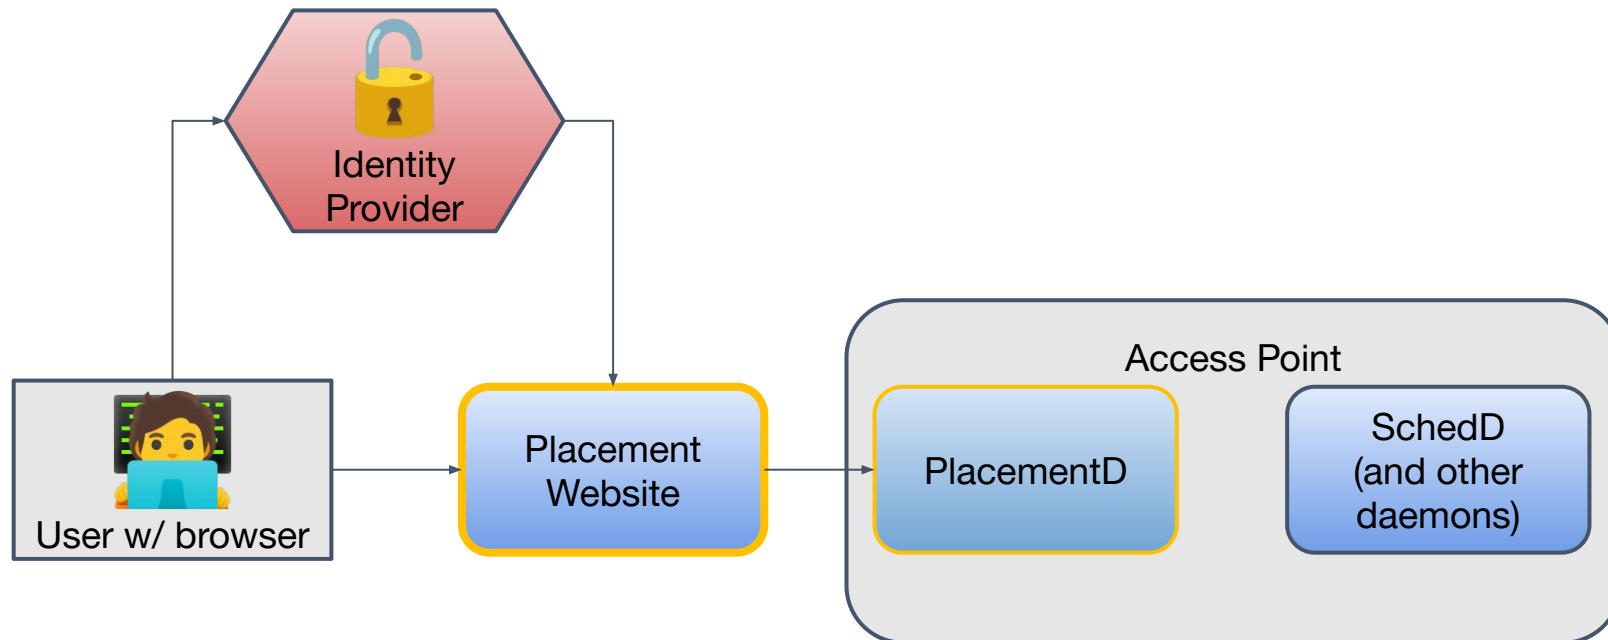 Identity
Provider
User w/ browser
Placement
Website
Access Point
PlacementD
SchedD
(and other
daemons)